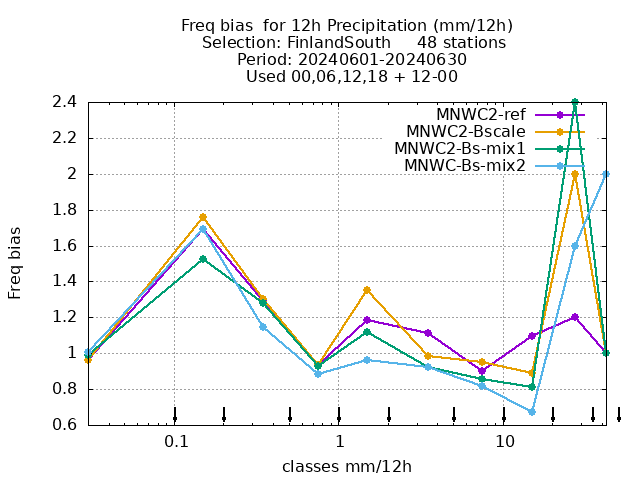 Freq bias  for 12h Precipitation (mm/12h)
Selection: FinlandSouth     48 stations
Period: 20240601-20240630
Used 00,06,12,18 + 12-00
MNWC2-ref
MNWC2-Bscale
MNWC2-Bs-mix1
MNWC-Bs-mix2
Freq bias
2.4
2.2
2
1.8
1.6
1.4
1.2
1
0.8
0.6
0.1
1
10
classes mm/12h